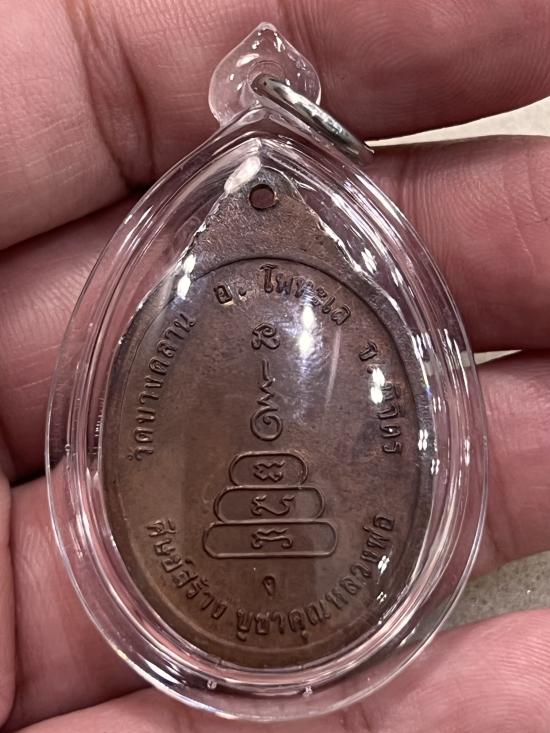 วัดบางคลาน อ. โพทะเล จ. พิจิตร
ศิษย์สร้าง บูชาคุณหลวงพ่อ